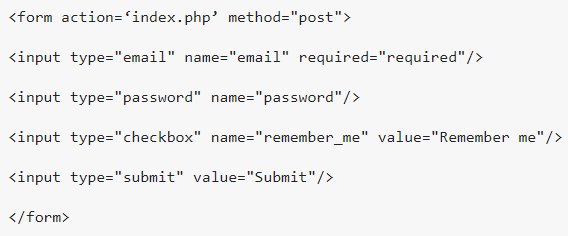 <form action=‘index.php’ method="post">
<input type="email" name="email" required="required"/>
<input type="password" name="password"/>
<input type="checkbox" name="remember_me" value="Remember me"/>
<input type="submit" value="Submit"/>
</form>